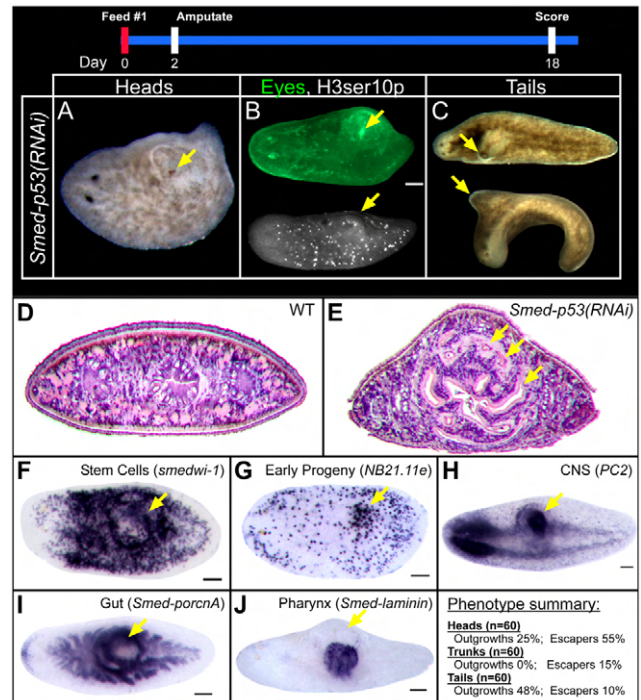 Feed #1 Amputate Score
Day 0 2 18
Heads Eyes, H3ser10p Tails
Smed-p53(RNAi)
A B C
D WT E Smed-p53(RNAi)
F Stem Cells (smedwi-1) G Early Progeny (NB21.11e) H CNS (PC2)
I Gut (Smed-porcnA) J Pharynx (Smed-laminin) Phenotype summary:
Heads (n=60)
Outgrowths 25%; Escapers 55%
Trunks (n=60)
Outgrowths 0%; Escapers 15%
Tails (n=60)
Outgrowths 48%; Escapers 10%